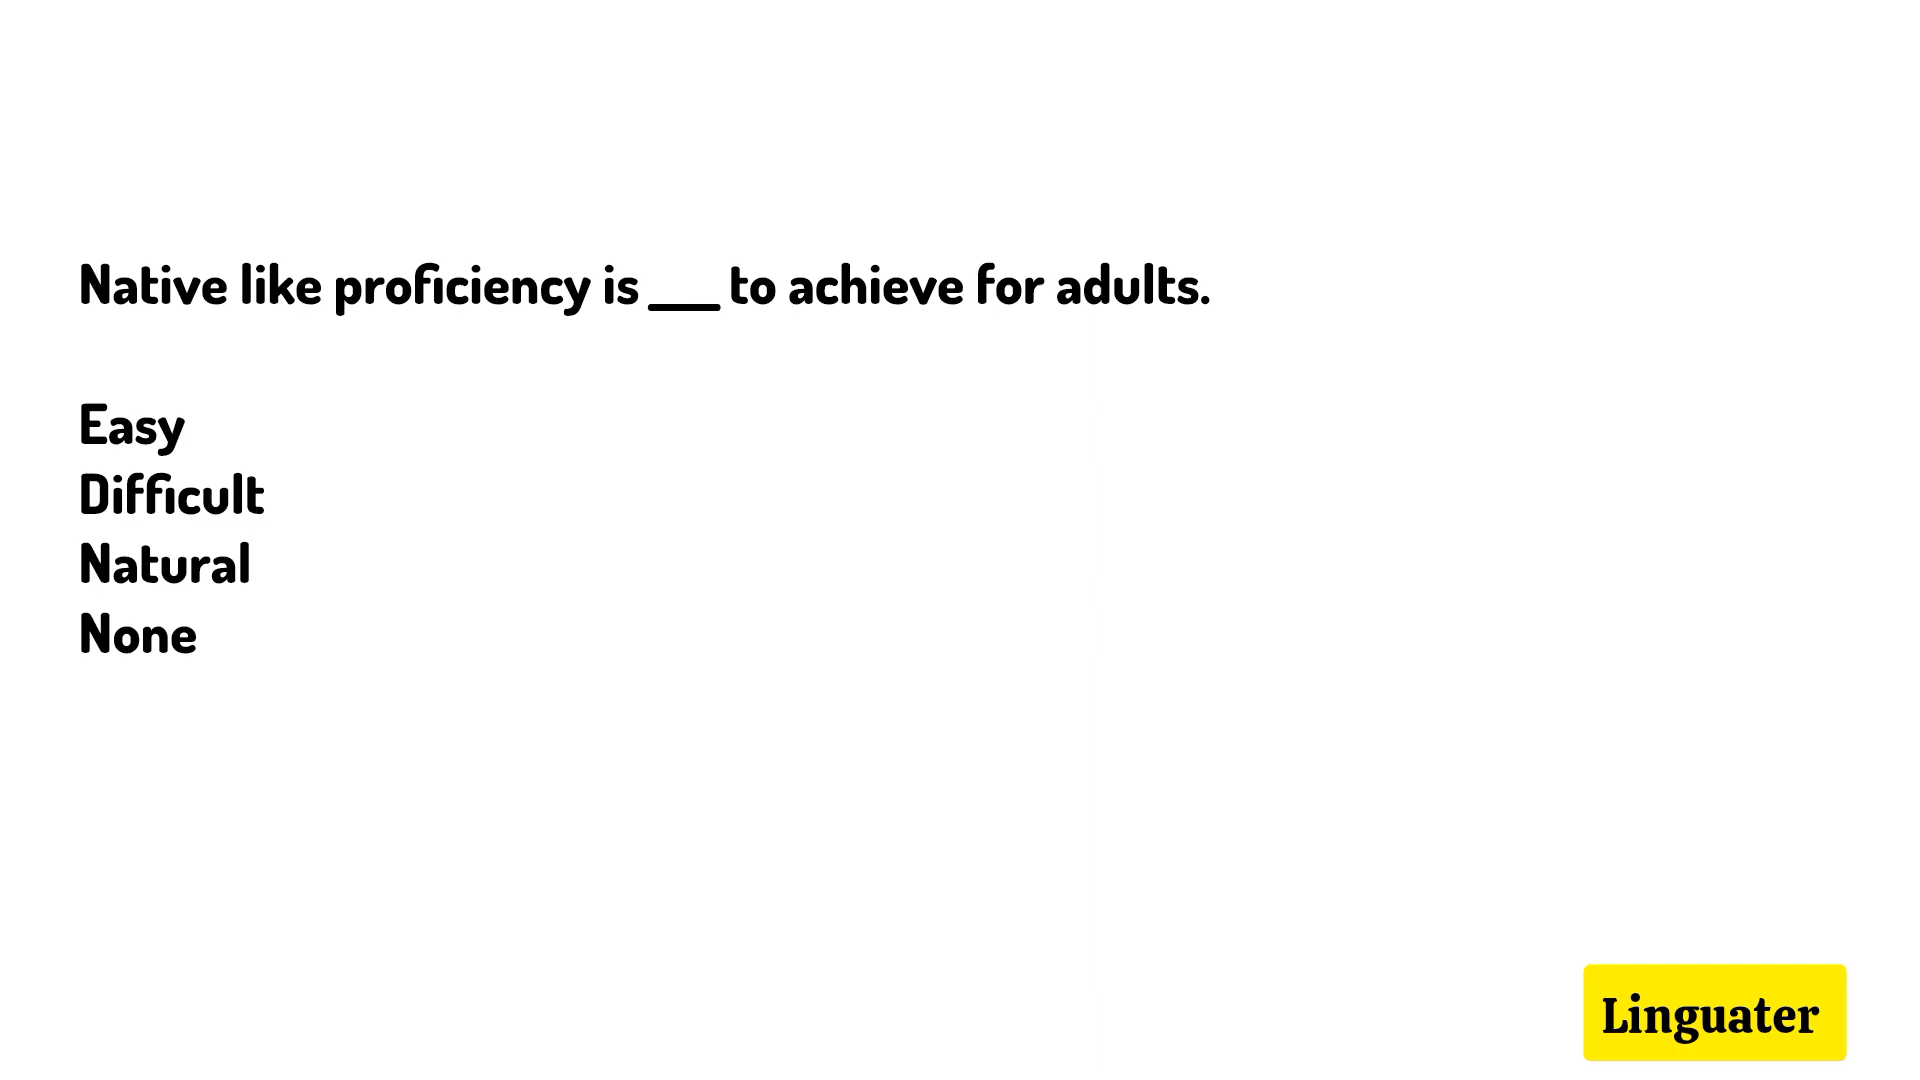 Native like proficiency is ___ to achieve for adults.
Easy
Difficult
Natural
None
Linguater